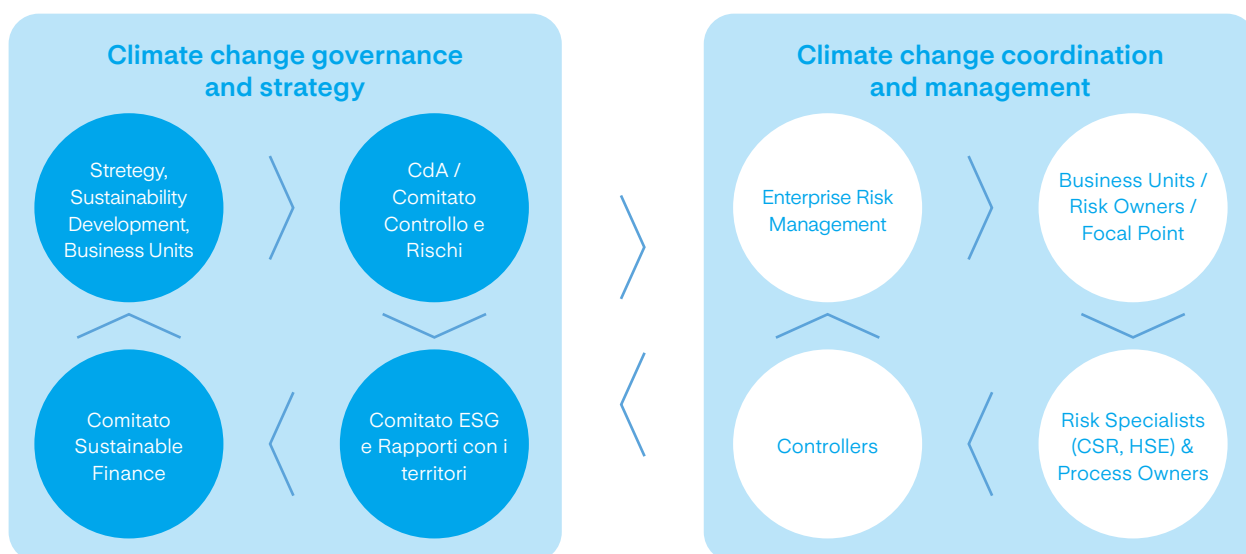 Climate change governance
and strategy
Stretegy,
Sustainability
Development,
Business Units
CdA /
Comitato
Controllo e
Rischi
Comitato
Sustainable
Finance
Comitato ESG
e Rapporti con i
territori
Climate change coordination
and management
Enterprise Risk
Management
Business Units /
Risk Owners /
Focal Point
Controllers
Risk Specialists
(CSR, HSE) &
Process Owners